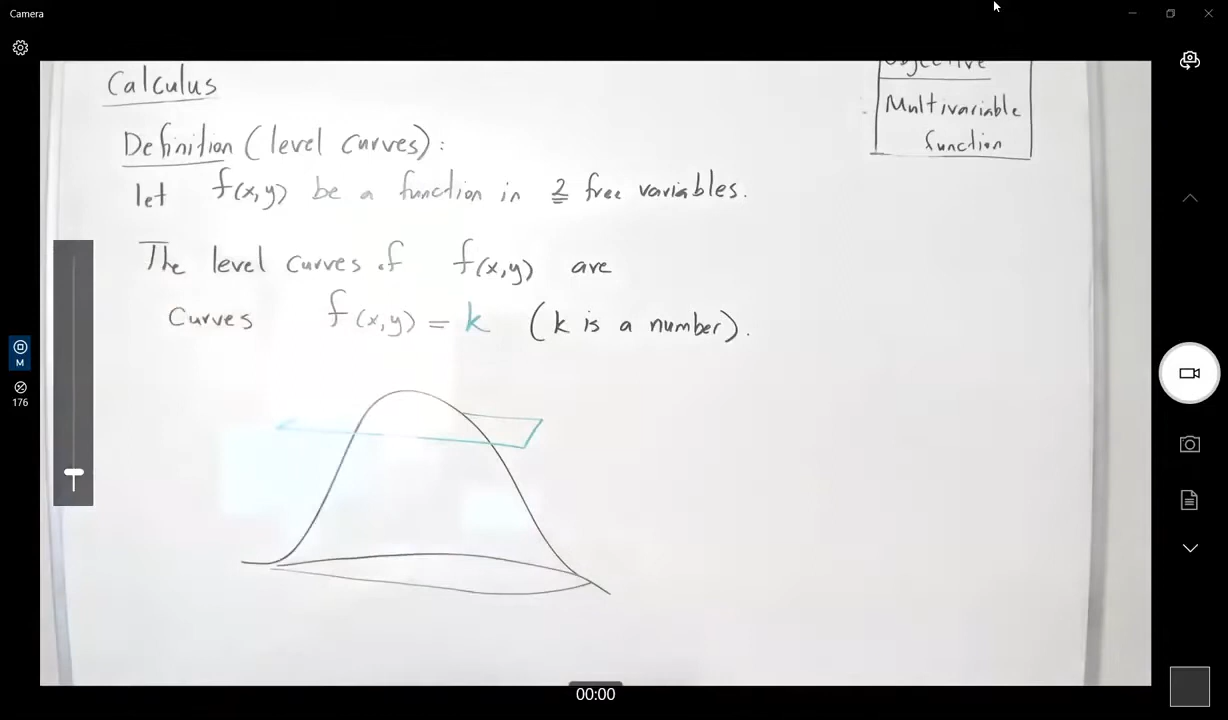 Camera
Calculus
Objective
Multivariable
function
Definition (level curves):
let f(x,y) be a function in 2 free variables.
The level curves of f(x,y) are
Curves f(x,y) = k (k is a number).
M
176
00:00